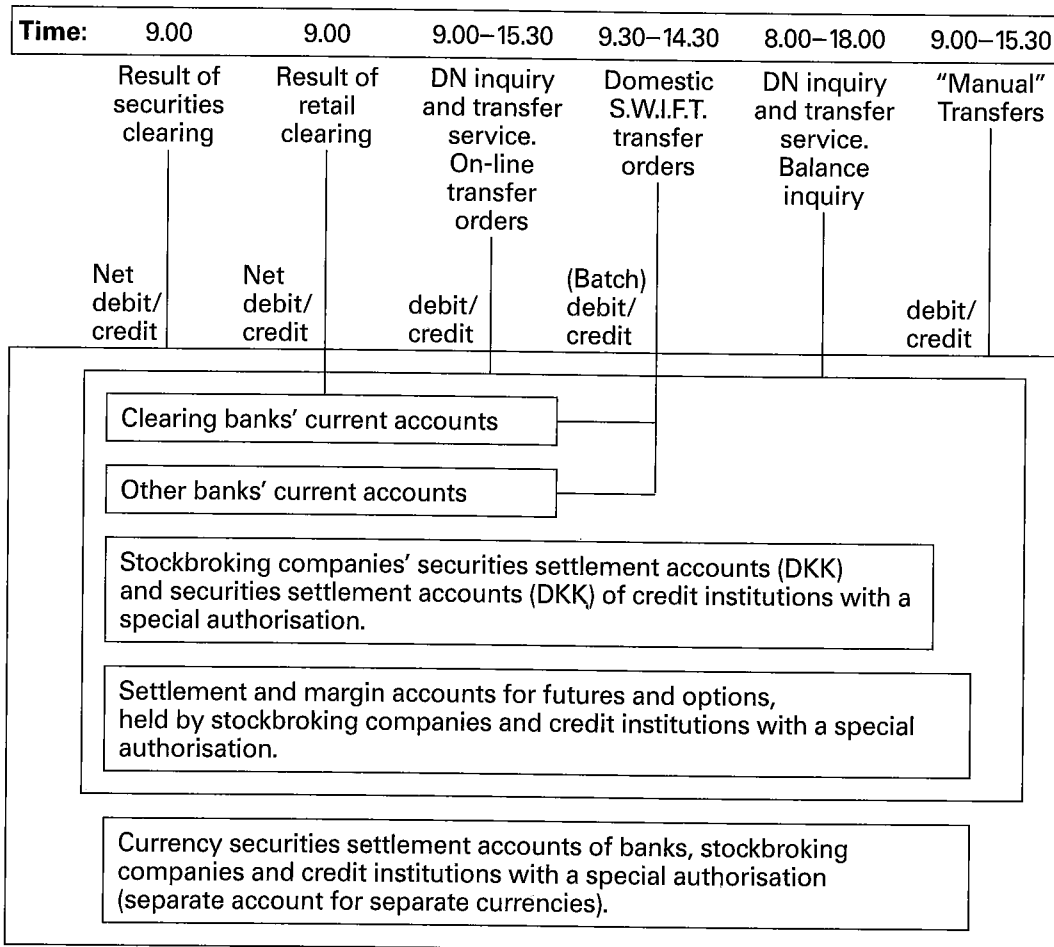 Time: 9.00 9.00 9.00–15.30 9.30–14.30 8.00–18.00 9.00–15.30
Result of
securities
clearing
Result of
retail
clearing
DN inquiry
and transfer
service.
On-line
transfer
orders
Domestic
S.W.I.F.T.
transfer
orders
DN inquiry
and transfer
service.
Balance
inquiry
"Manual"
Transfers
Net
debit/
credit
Net
debit/
credit
debit/
credit
(Batch)
debit/
credit
debit/
credit
Clearing banks' current accounts
Other banks' current accounts
Stockbroking companies' securities settlement accounts (DKK)
and securities settlement accounts (DKK) of credit institutions with a
special authorisation.
Settlement and margin accounts for futures and options,
held by stockbroking companies and credit institutions with a special
authorisation.
Currency securities settlement accounts of banks, stockbroking
companies and credit institutions with a special authorisation
(separate account for separate currencies).